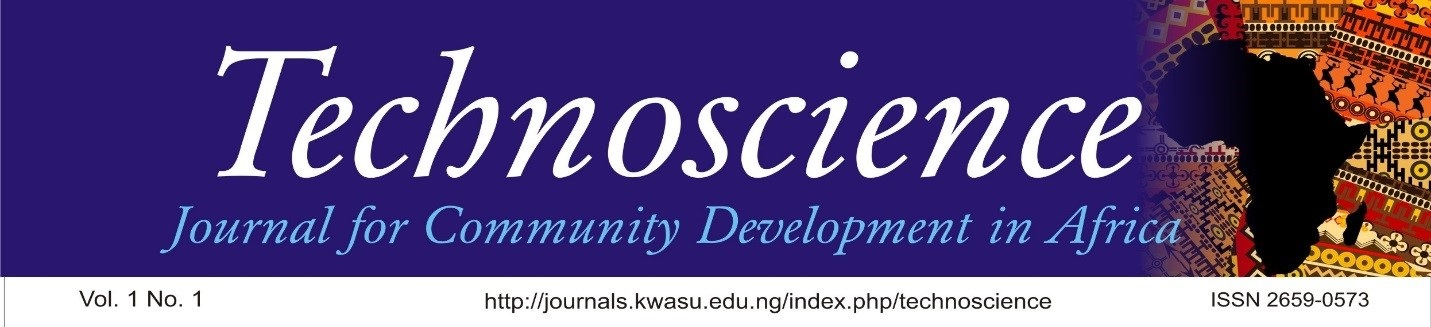 Technoscience
Journal for Community Development in Africa
Vol. 1 No. 1 http://journals.kwasu.edu.ng/index.php/technoscience ISSN 2659-0573